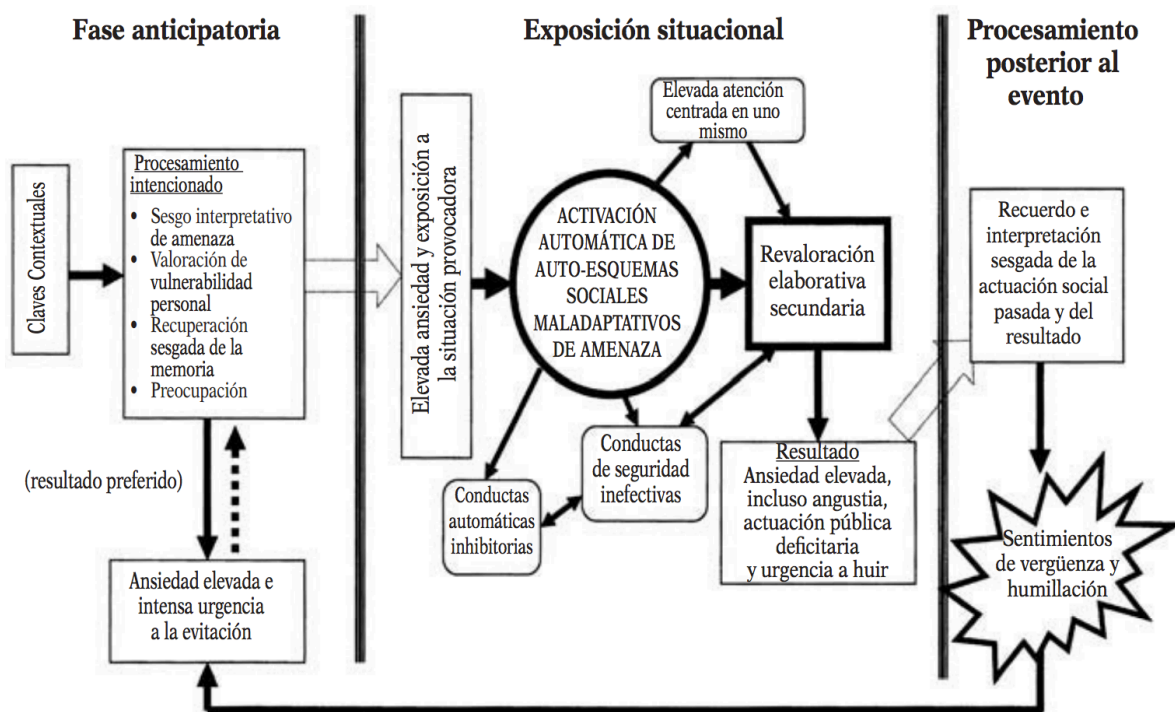 Fase anticipatoria
Claves Contextuales
Procesamiento
intencionado
• Sesgo interpretativo
de amenaza
• Valoración de
vulnerabilidad
personal
• Recuperación
sesgada de la
memoria
• Preocupación
(resultado preferido)
Ansiedad elevada e
intensa urgencia
a la evitación
Exposición situacional
Elevada ansiedad y exposición a
la situación provocadora
ACTIVACIÓN
AUTOMÁTICA DE
AUTO-ESQUEMAS
SOCIALES
MALADAPTATIVOS
DE AMENAZA
Elevada atención
centrada en uno
mismo
Revaloración
elaborativa
secundaria
Conductas
automáticas
inhibitorias
Conductas
de seguridad
inefectivas
Resultado
Ansiedad elevada,
incluso angustia,
actuación pública
deficitaria
y urgencia a huir
Procesamiento
posterior al
evento
Recuerdo e
interpretación
sesgada de la
actuación social
pasada y del
resultado
Sentimientos
de vergüenza y
humillación